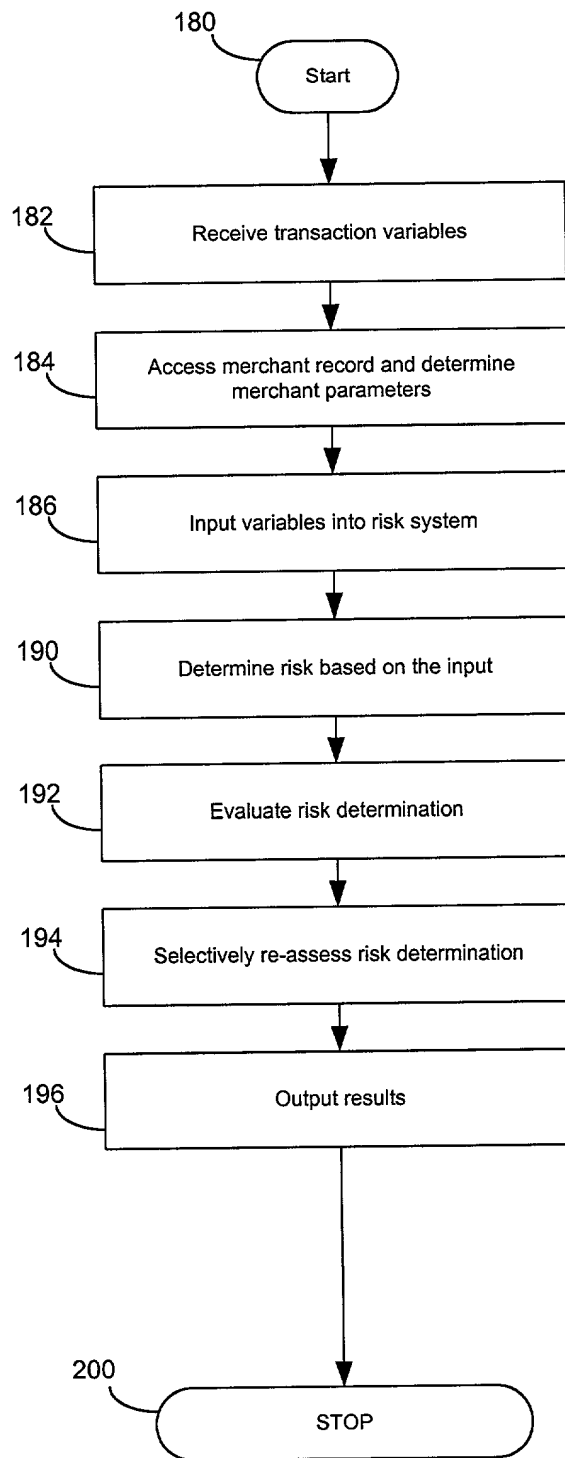 180
Start
182
Receive transaction variables
184
Access merchant record and determine
merchant parameters
186
Input variables into risk system
190
Determine risk based on the input
192
Evaluate risk determination
194
Selectively re-assess risk determination
196
Output results
200
STOP